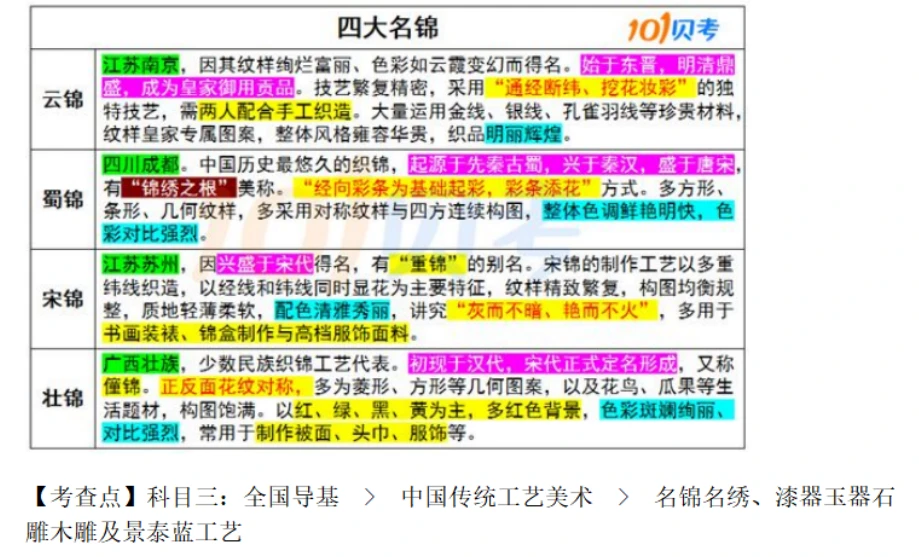 四大名锦
101贝考
云锦
江苏南京，因其纹样绚烂富丽、色彩如云霞变幻而得名。始于东晋，明清鼎
盛，成为皇家御用贡品。技艺繁复精密，采用“通经断纬、挖花妆彩”的独
特技艺，需两人配合手工织造。大量运用金线、银线、孔雀羽线等珍贵材料，
纹样皇家专属图案，整体风格雍容华贵，织品明丽辉煌。
蜀锦
四川成都。中国历史最悠久的织锦，起源于先秦古蜀，兴于秦汉，盛于唐宋，
有“锦绣之根”美称。“经向彩条为基础起彩，彩条添花”方式。多方形、
条形、几何纹样，多采用对称纹样与四方连续构图，整体色调鲜艳明快，色
彩对比强烈。
宋锦
江苏苏州，因兴盛于宋代得名，有“重锦”的别名。宋锦的制作工艺以多重
纬线织造，以经线和纬线同时显花为主要特征，纹样精致繁复，构图均衡规
整，质地轻薄柔软，配色清雅秀丽，讲究“灰而不暗、艳而不火”，多用于
书画装裱、锦盒制作与高档服饰面料。
壮锦
广西壮族，少数民族织锦工艺代表。初现于汉代，宋代正式定名形成，又称
僮锦。正反面花纹对称，多为菱形、方形等几何图案，以及花鸟、瓜果等生
活题材，构图饱满。以红、绿、黑、黄为主，多红色背景，色彩斑斓绚丽、
对比强烈，常用于制作被面、头巾、服饰等。
101贝考
【考查点】科目三：全国导基 > 中国传统工艺美术 > 名锦名绣、漆器玉器石
雕木雕及景泰蓝工艺